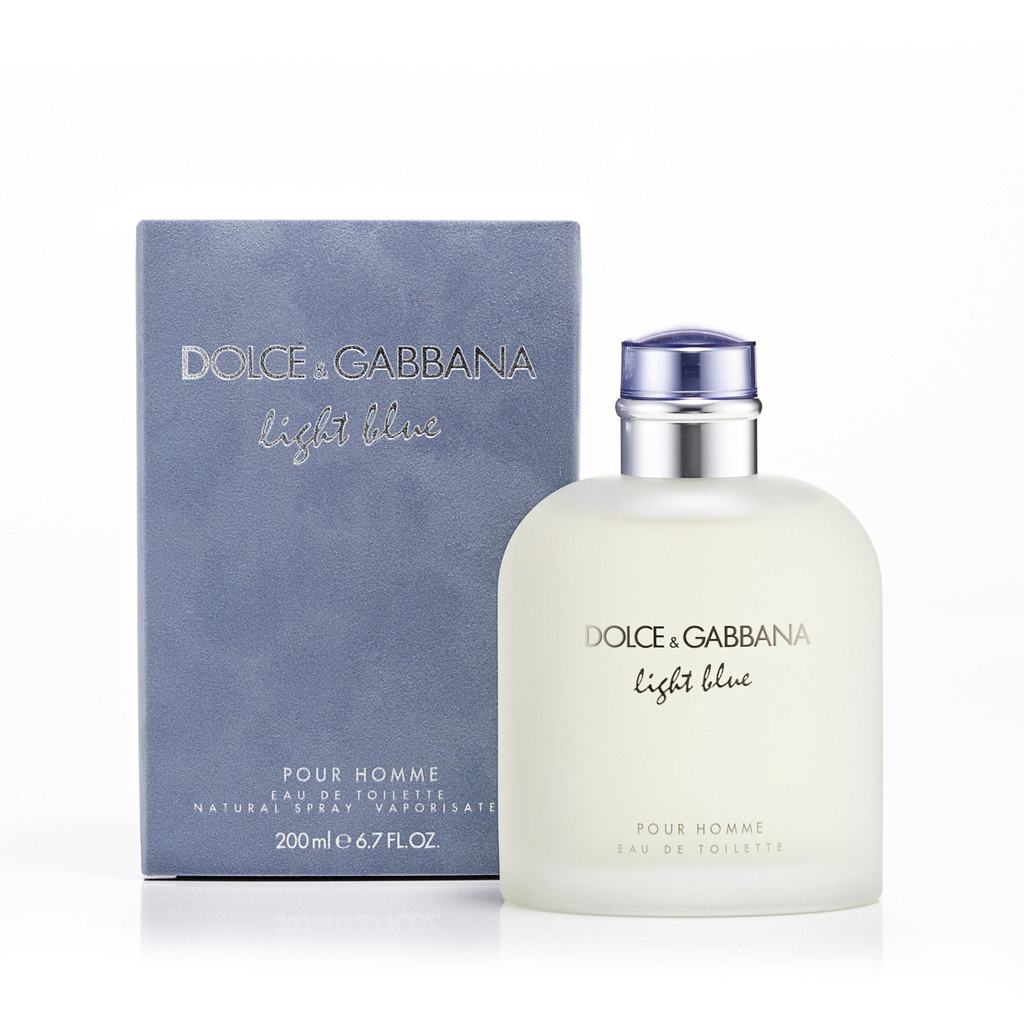 DOLCE & GABBANA
light blue
POUR HOMME
EAU DE TOILETTE
NATURAL SPRAY VAPORISATE
200 ml e 6.7 FL.OZ.
DOLCE & GABBANA
light blue
POUR HOMME
EAU DE TOILETTE